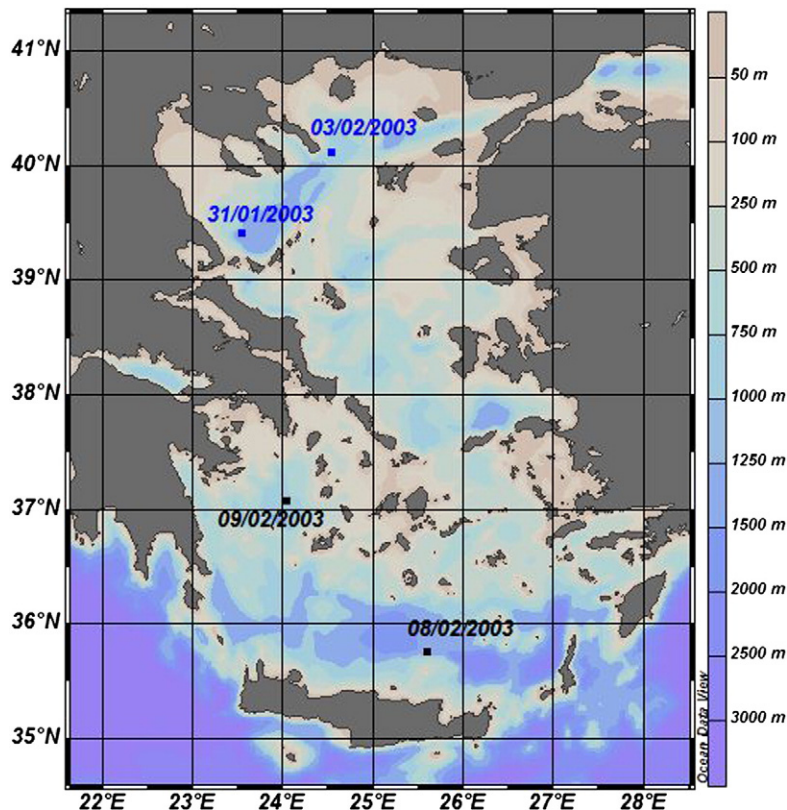 41°N
40°N
39°N
38°N
37°N
36°N
35°N
22°E 23°E 24°E 25°E 26°E 27°E 28°E
03/02/2003
31/01/2003
09/02/2003
08/02/2003
50 m
100 m
250 m
500 m
750 m
1000 m
1250 m
1500 m
2000 m
2500 m
3000 m
Ocean Data View